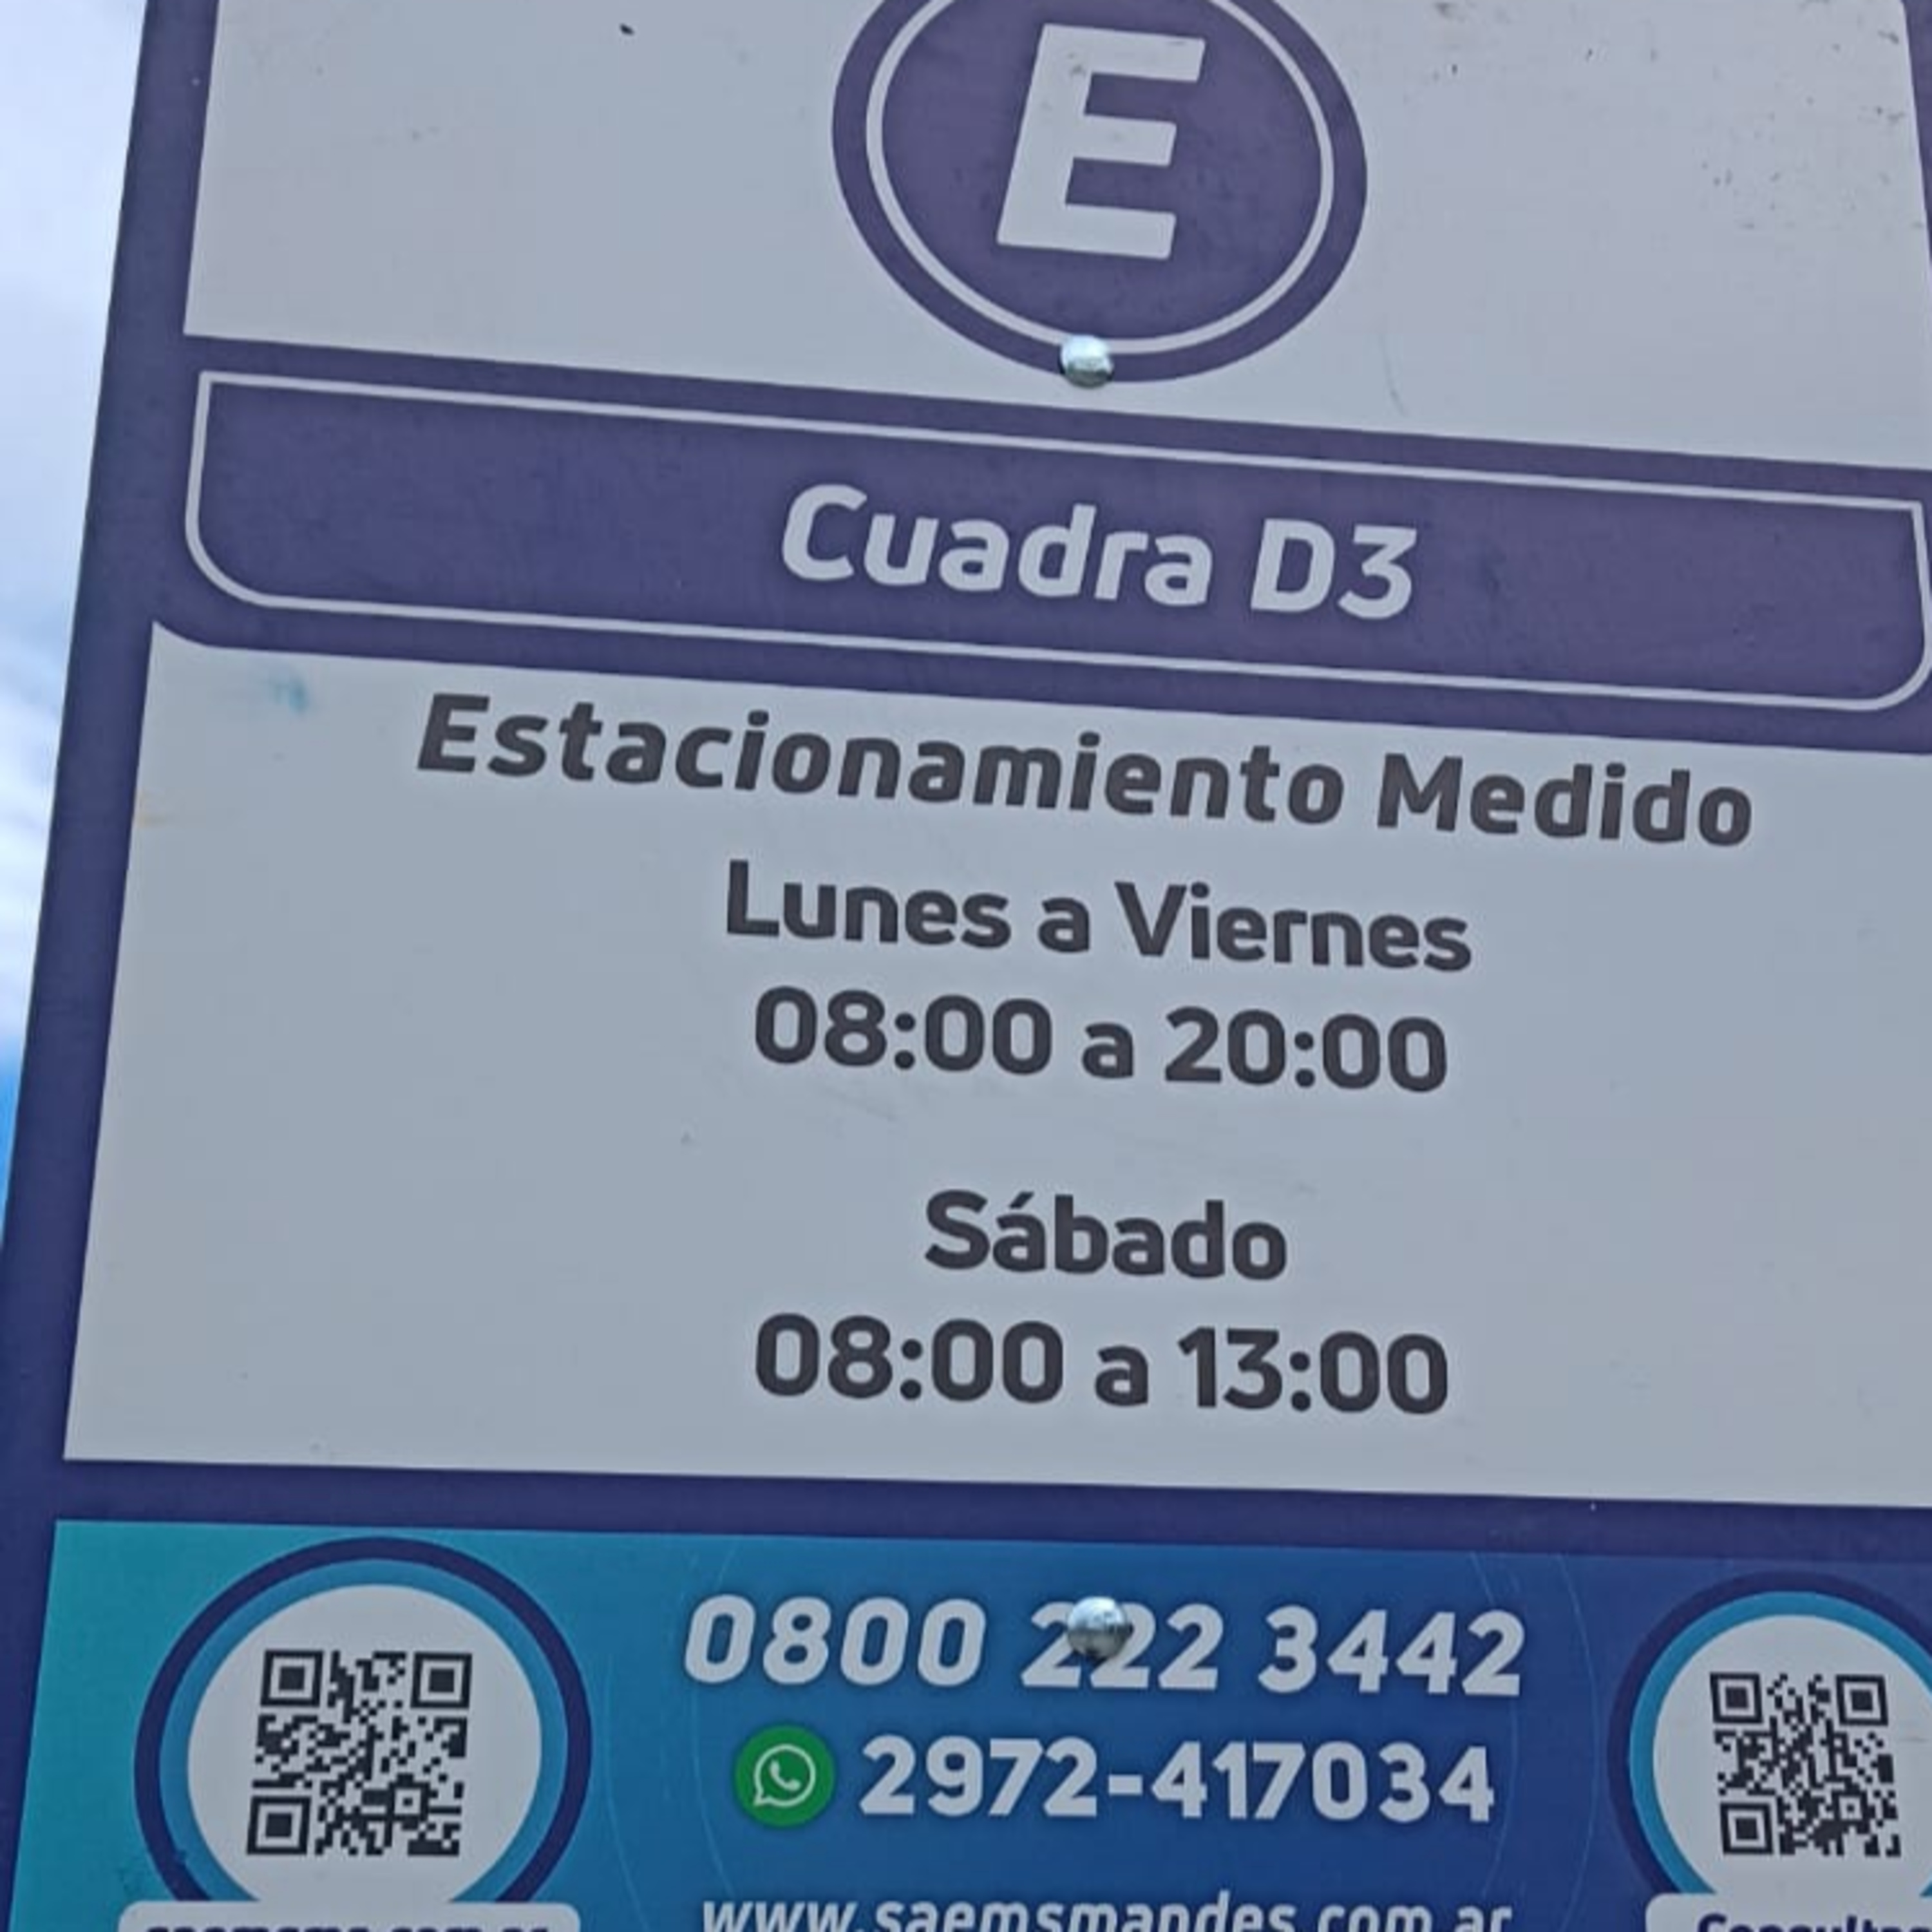 E
Cuadra D3
Estacionamiento Medido
Lunes a Viernes
08:00 a 20:00
Sábado
08:00 a 13:00
0800 222 3442
2972-417034
www.saemsmandes.com.ar